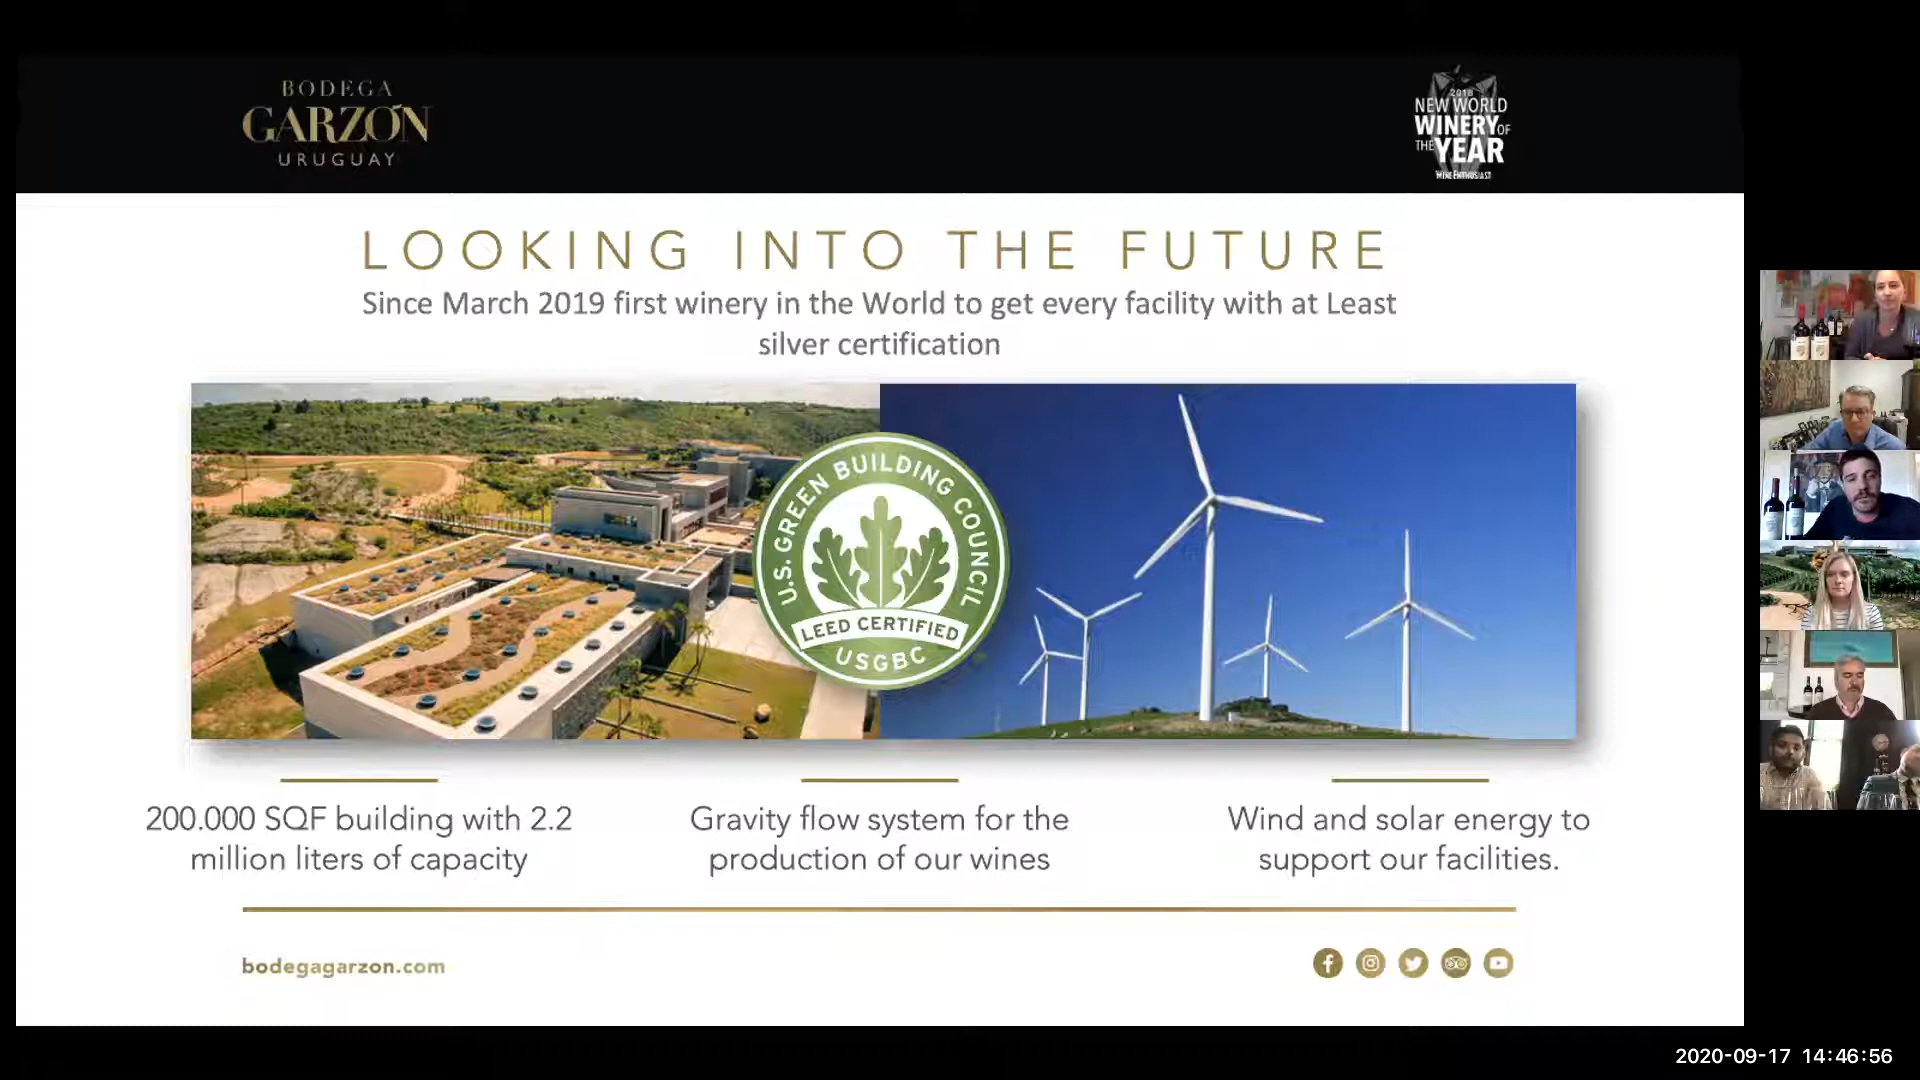 BODEGA
GARZÓN
URUGUAY
2018
NEW WORLD
WINERY OF
THE YEAR
WINE ENTHUSIAST
LOOKING INTO THE FUTURE
Since March 2019 first winery in the World to get every facility with at Least
silver certification
U.S. GREEN BUILDING COUNCIL
LEED CERTIFIED
USGBC
200.000 SQF building with 2.2
million liters of capacity
Gravity flow system for the
production of our wines
Wind and solar energy to
support our facilities.
bodegagarzon.com
2020-09-17 14:46:56